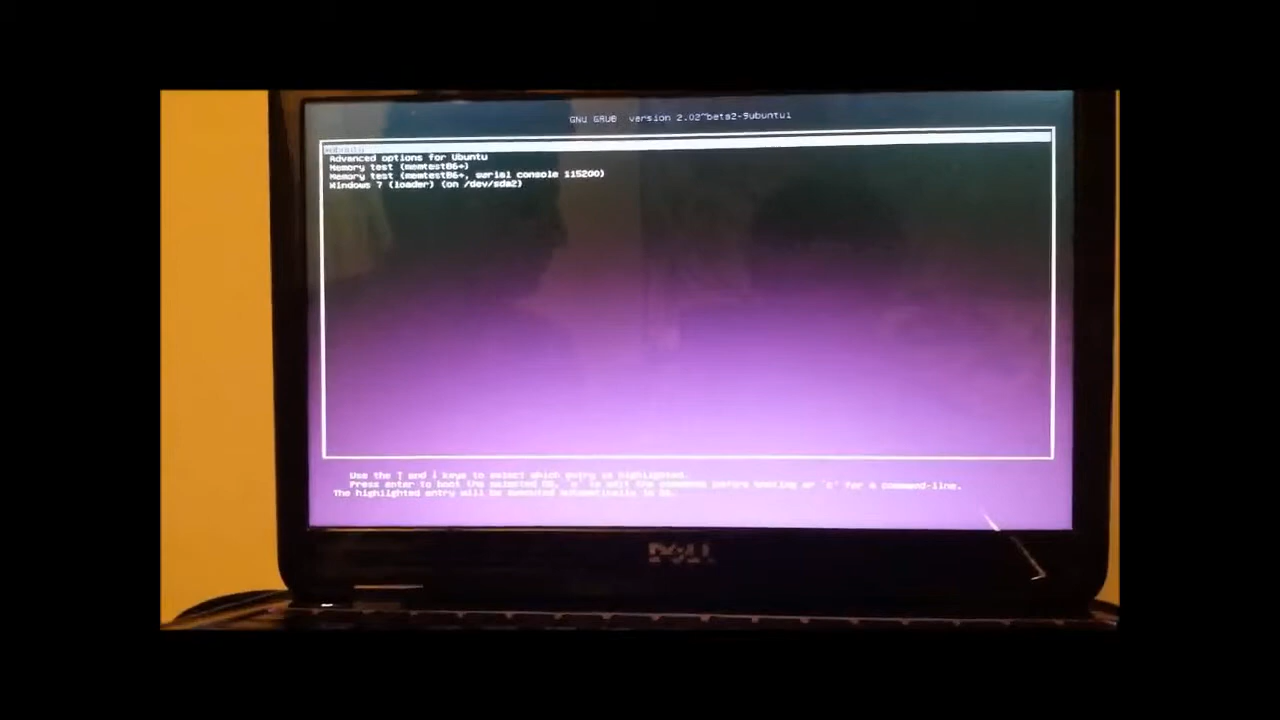 GNU GRUB version 2.02~beta2-9ubuntu1
*Ubuntu
Advanced options for Ubuntu
Memory test (memtest86+)
Memory test (memtest86+, serial console 115200)
Windows 7 (loader) (on /dev/sda2)
Use the ↑ and ↓ keys to select which entry is highlighted.
Press enter to boot the selected OS, `e' to edit the commands before booting or `c' for a command-line.
The highlighted entry will be executed automatically in
DELL